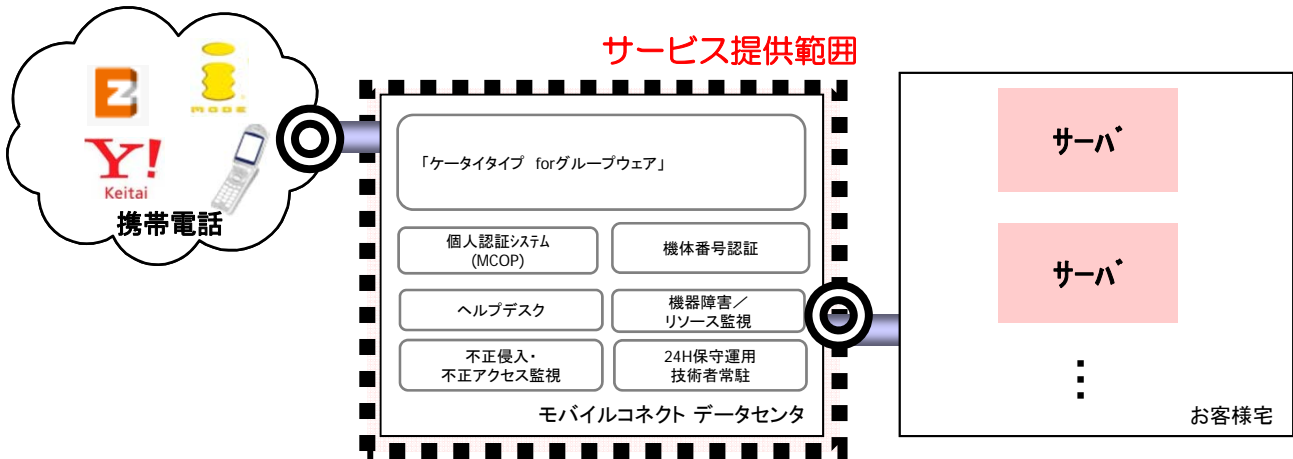 サービス提供範囲
EZ
i
MODE
Y!
Keitai
携帯電話
「ケータイタイプ forグループウェア」
個人認証システム
(MCOP)
機体番号認証
ヘルプデスク
機器障害／
リソース監視
不正侵入・
不正アクセス監視
24H保守運用
技術者常駐
モバイルコネクト データセンタ
サーバ
サーバ
⋮
お客様宅